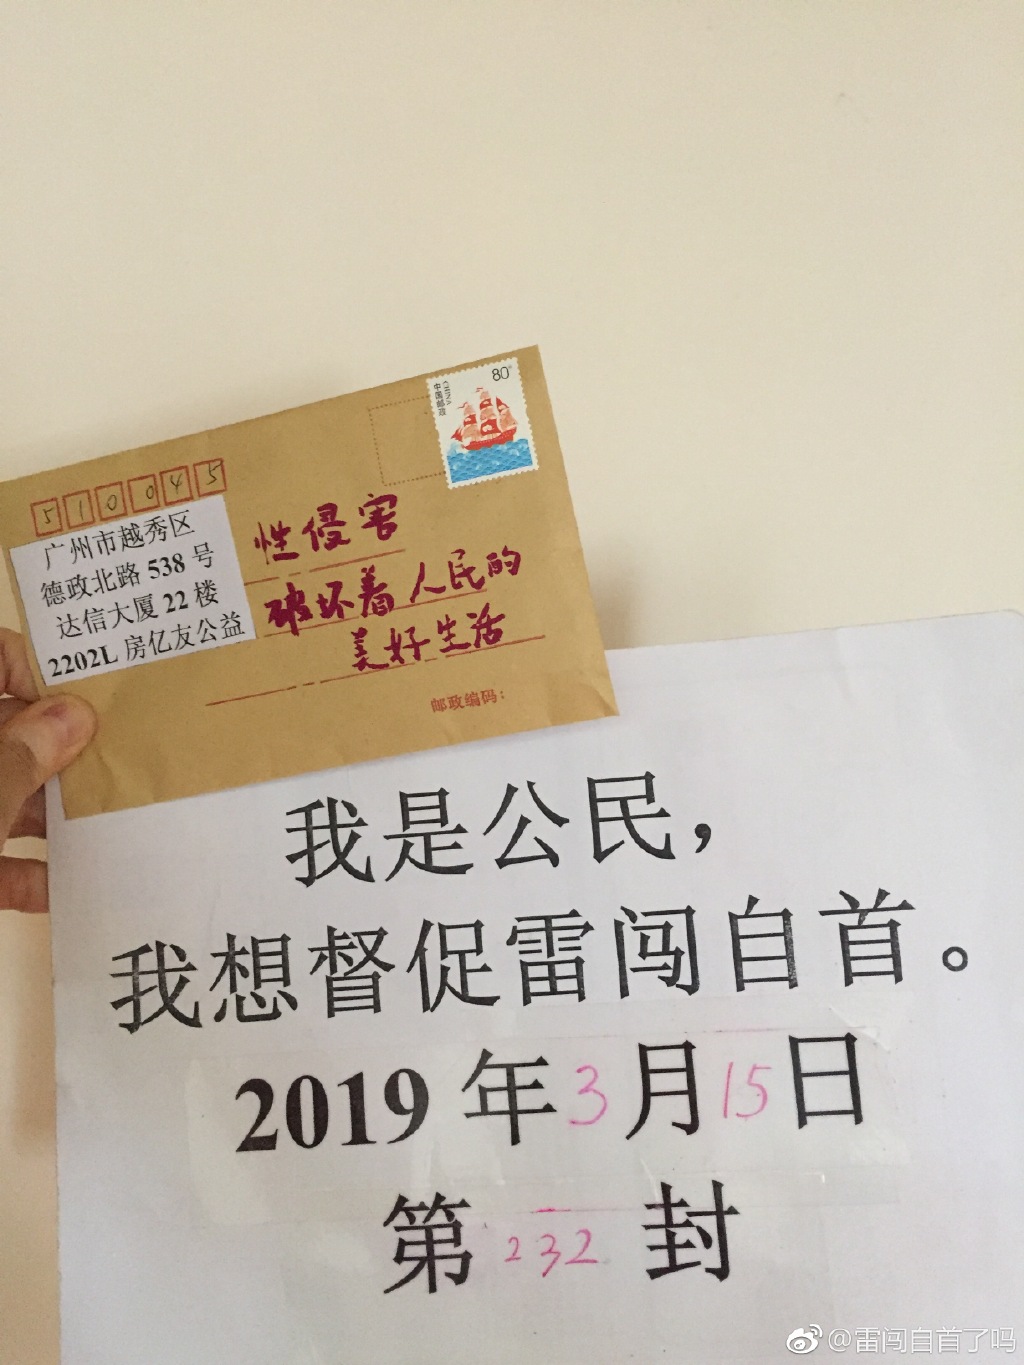 80分
中国邮政
CHINA
510045
广州市越秀区
德政北路 538 号
达信大厦 22 楼
2202L 房亿友公益
性侵害
破坏着人民的
美好生活
邮政编码：
我是公民，
我想督促雷闯自首。
2019 年 3 月 15 日
第 232 封
@雷闯自首了吗